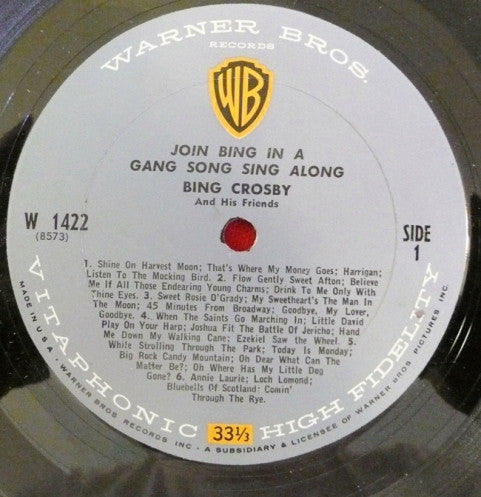 WARNER BROS.
RECORDS
WB
JOIN BING IN A
GANG SONG SING ALONG
BING CROSBY
And His Friends
W 1422
(8573)
SIDE
1
1. Shine On Harvest Moon; That's Where My Money Goes; Harrigan;
Listen To The Mocking Bird. 2. Flow Gently Sweet Afton; Believe
Me If All Those Endearing Young Charms; Drink To Me Only With
Thine Eyes. 3. Sweet Rosie O'Grady; My Sweetheart's The Man In
The Moon; 45 Minutes From Broadway; Goodbye, My Lover,
Goodbye. 4. When The Saints Go Marching In; Little David
Play On Your Harp; Joshua Fit The Battle Of Jericho; Hand
Me Down My Walking Cane; Ezekiel Saw the Wheel. 5.
While Strolling Through The Park; Today Is Monday;
Big Rock Candy Mountain; Oh Dear What Can The
Matter Be?; Oh Where Has My Little Dog
Gone? 6. Annie Laurie; Loch Lomond;
Bluebells Of Scotland; Comin'
Through The Rye.
VITAPHONIC HIGH FIDELITY
33⅓
MADE IN U.S.A. • WARNER BROS. RECORDS INC. • A SUBSIDIARY & LICENSEE OF WARNER BROS. PICTURES INC.